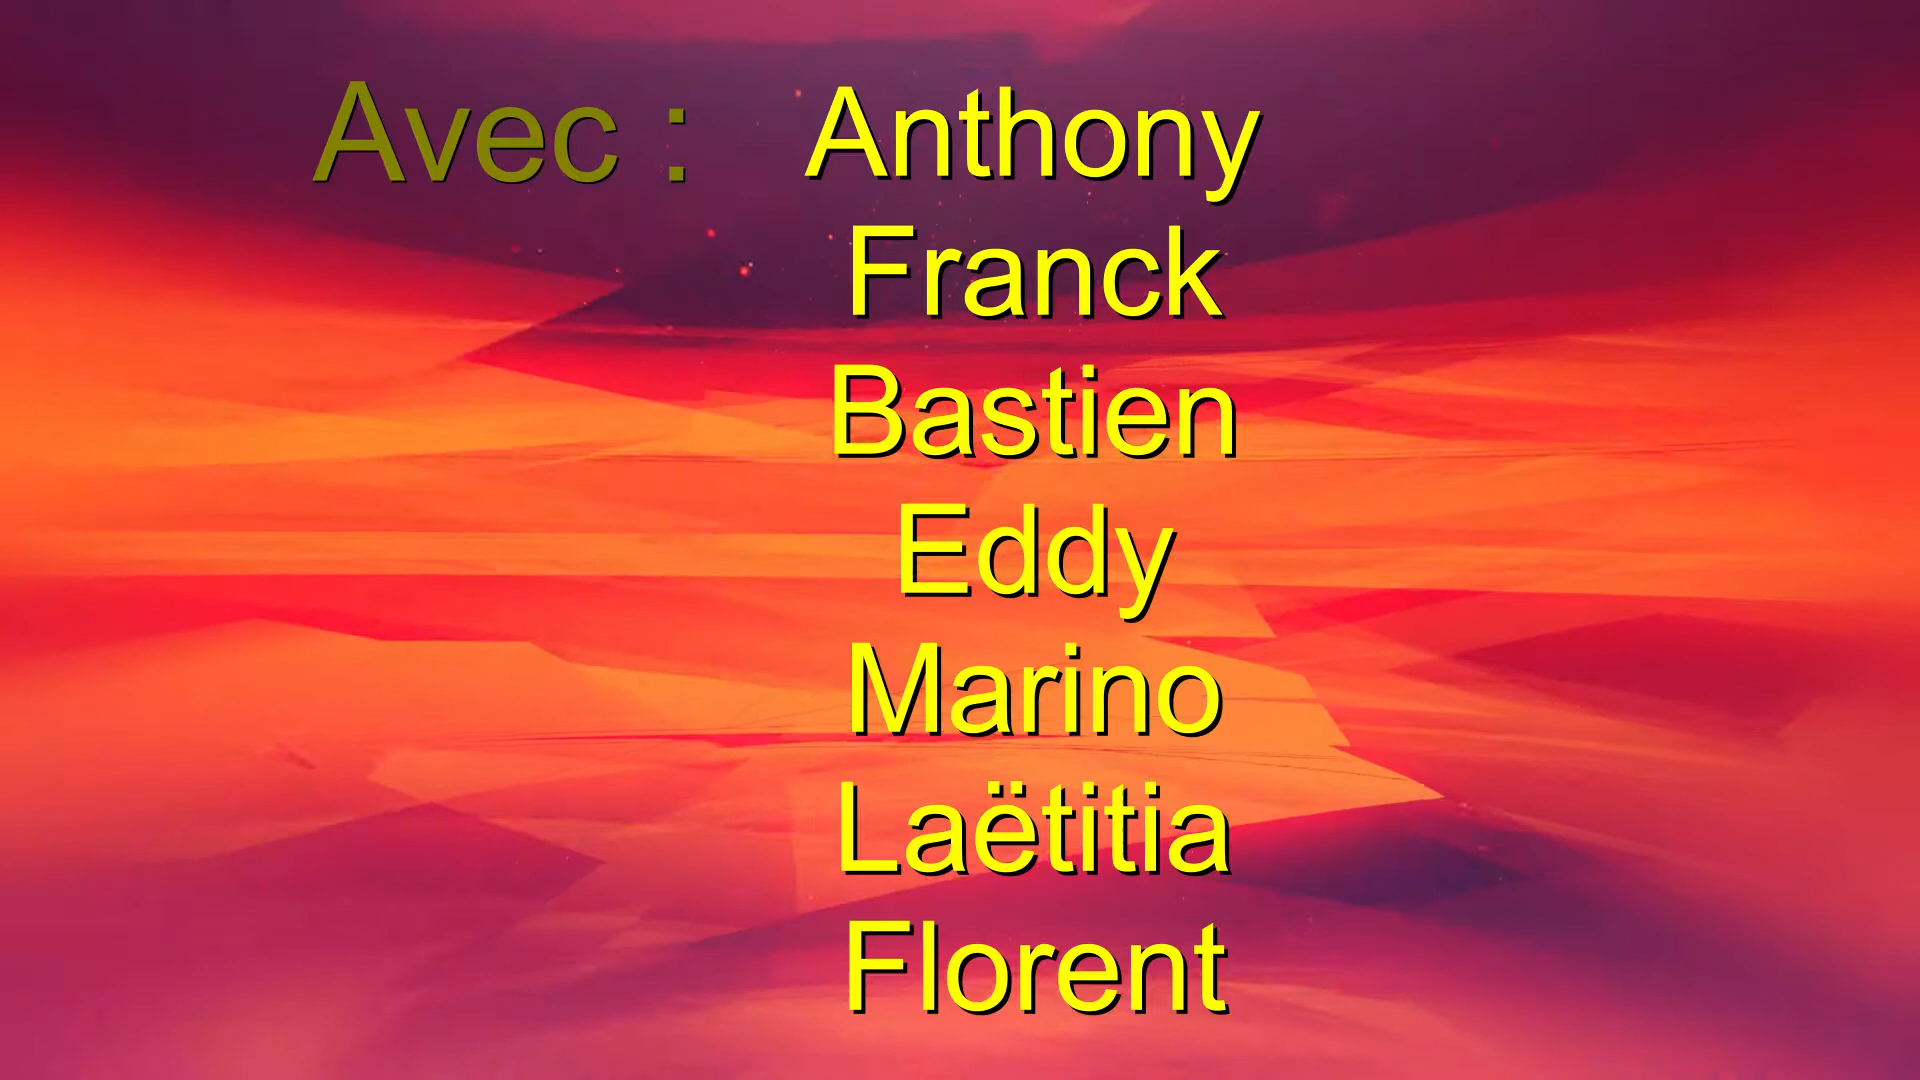 Avec : Anthony
Franck
Bastien
Eddy
Marino
Laëtitia
Florent